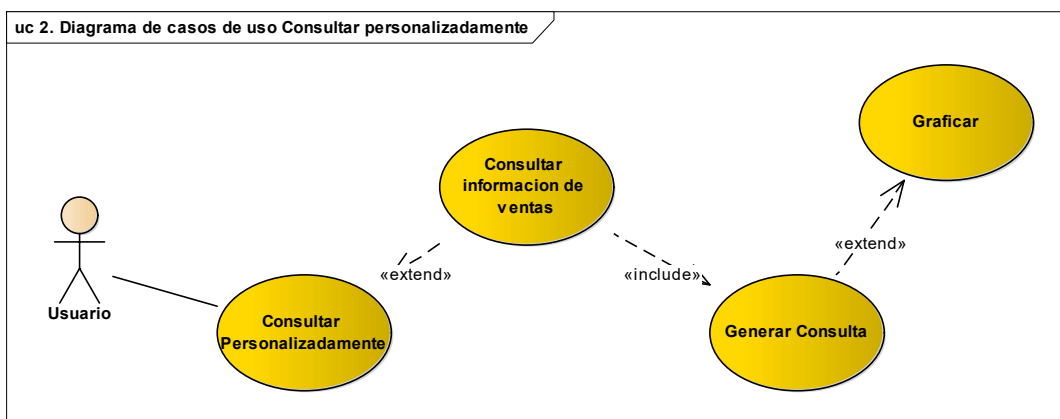 uc 2. Diagrama de casos de uso Consultar personalizadamente
Graficar
Consultar
informacion de
ventas
«extend»
«extend»
«include»
Usuario
Consultar
Personalizadamente
Generar Consulta